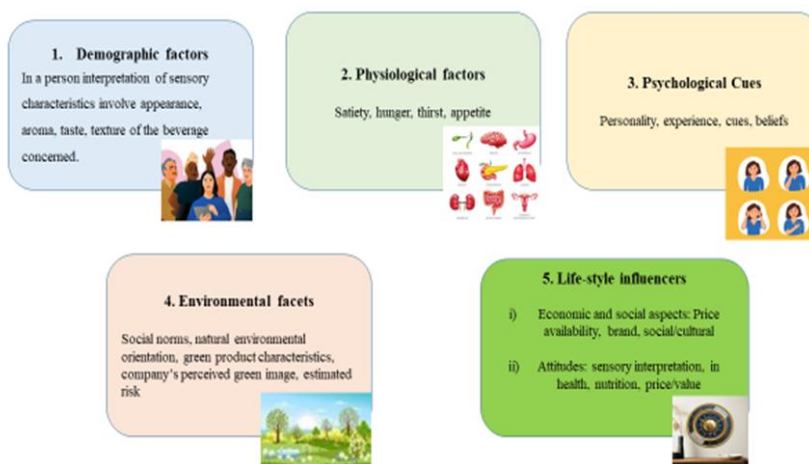 1. Demographic factors
In a person interpretation of sensory
characteristics involve appearance,
aroma, taste, texture of the beverage
concerned.
2. Physiological factors
Satiety, hunger, thirst, appetite
3. Psychological Cues
Personality, experience, cues, beliefs
4. Environmental facets
Social norms, natural environmental
orientation, green product characteristics,
company's perceived green image, estimated
risk
5. Life-style influencers
i) Economic and social aspects: Price
availability, brand, social/cultural
ii) Attitudes: sensory interpretation, in
health, nutrition, price/value